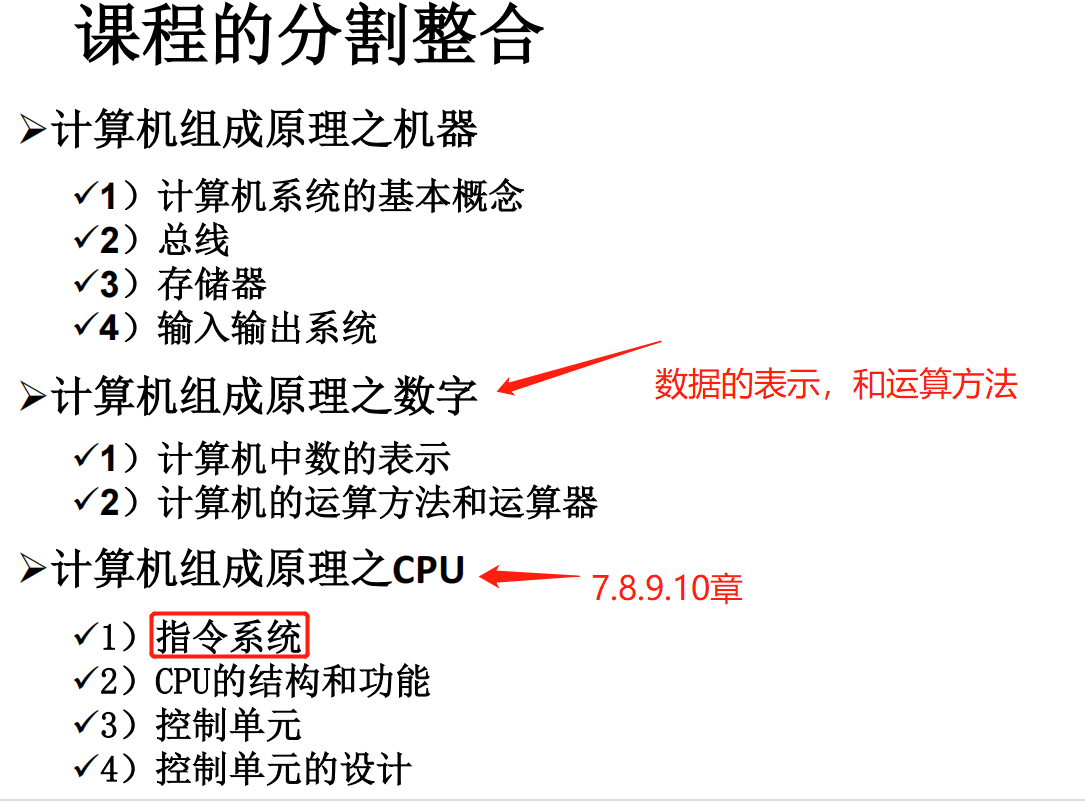 课程的分割整合
➢计算机组成原理之机器
✓1）计算机系统的基本概念
✓2）总线
✓3）存储器
✓4）输入输出系统
➢计算机组成原理之数字
数据的表示，和运算方法
✓1）计算机中数的表示
✓2）计算机的运算方法和运算器
➢计算机组成原理之CPU
7.8.9.10章
✓1）指令系统
✓2）CPU的结构和功能
✓3）控制单元
✓4）控制单元的设计